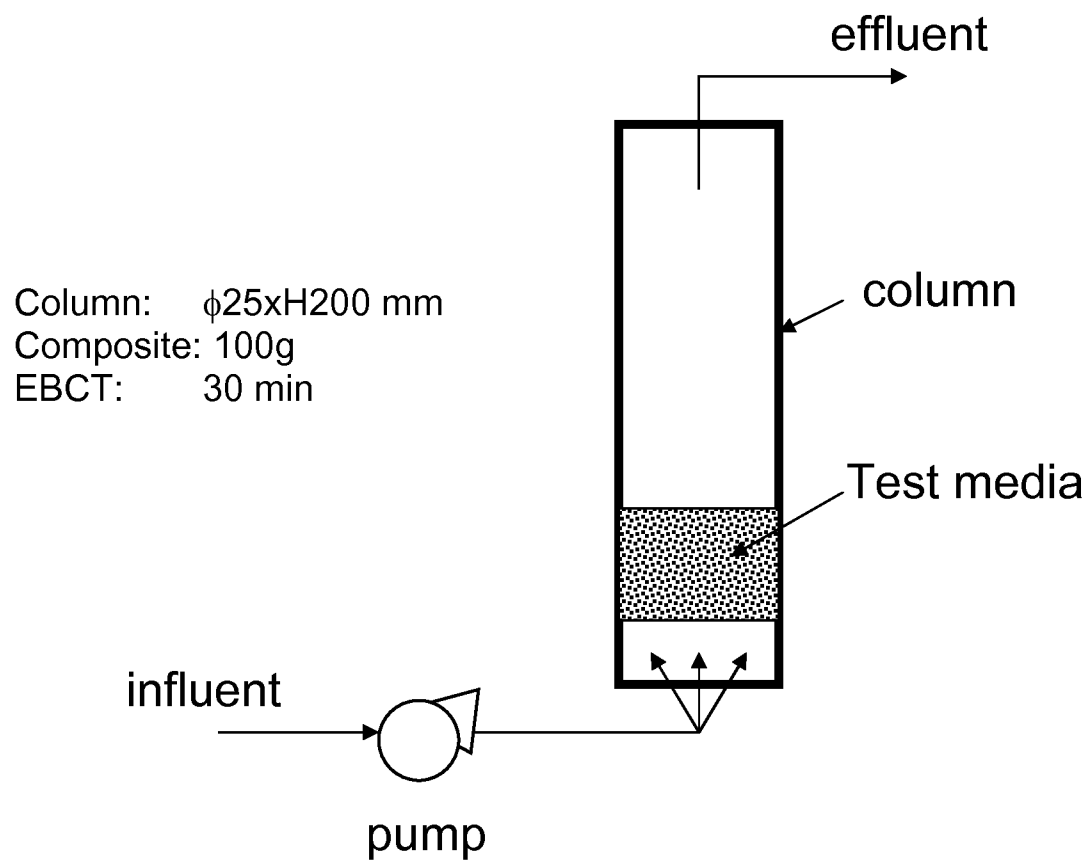 effluent
Column: ϕ25xH200 mm
Composite: 100g
EBCT: 30 min
column
Test media
influent
pump